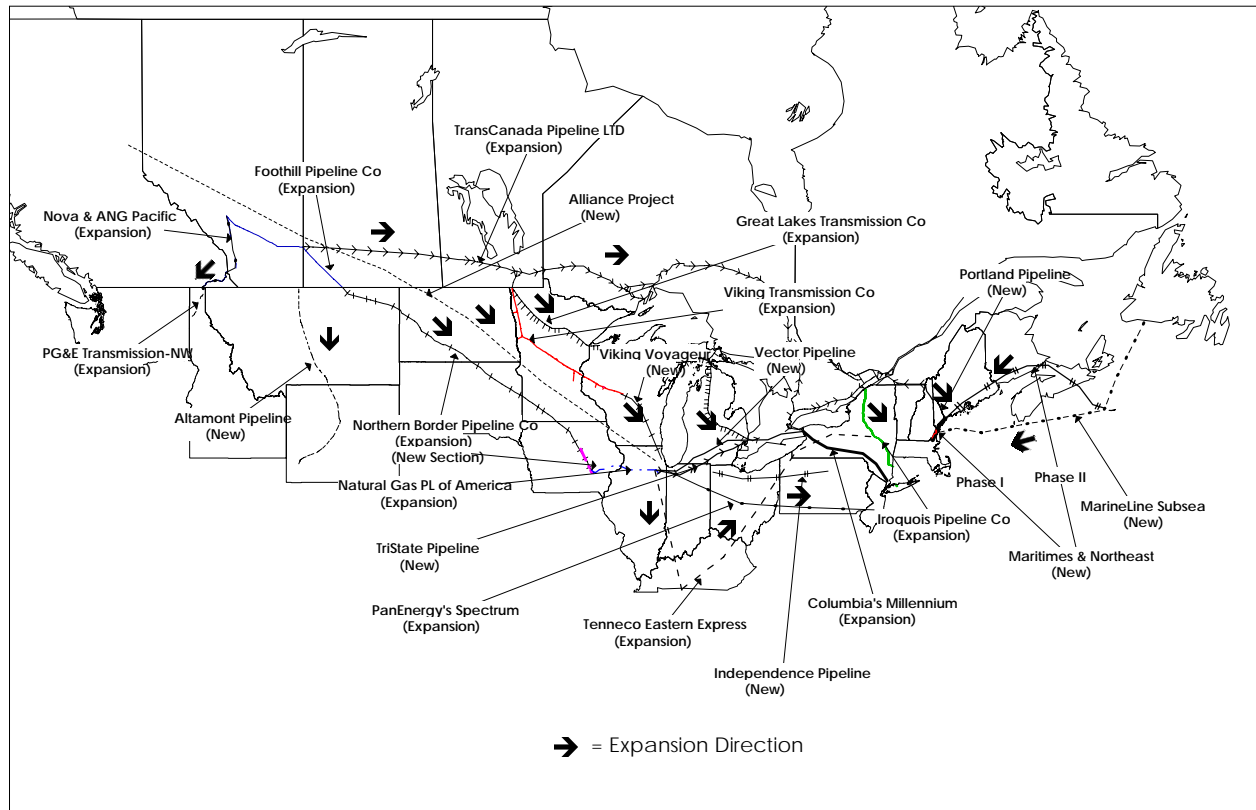 TransCanada Pipeline LTD
(Expansion)
Foothill Pipeline Co
(Expansion)
Nova & ANG Pacific
(Expansion)
Alliance Project
(New)
Great Lakes Transmission Co
(Expansion)
Portland Pipeline
(New)
Viking Transmission Co
(Expansion)
PG&E Transmission-NW
(Expansion)
Viking Voyageur
(New)
Vector Pipeline
(New)
Altamont Pipeline
(New)
Northern Border Pipeline Co
(Expansion)
(New Section)
Natural Gas PL of America
(Expansion)
Phase I
Phase II
MarineLine Subsea
(New)
Iroquois Pipeline Co
(Expansion)
TriState Pipeline
(New)
Maritimes & Northeast
(New)
PanEnergy's Spectrum
(Expansion)
Tenneco Eastern Express
(Expansion)
Columbia's Millennium
(Expansion)
Independence Pipeline
(New)
= Expansion Direction